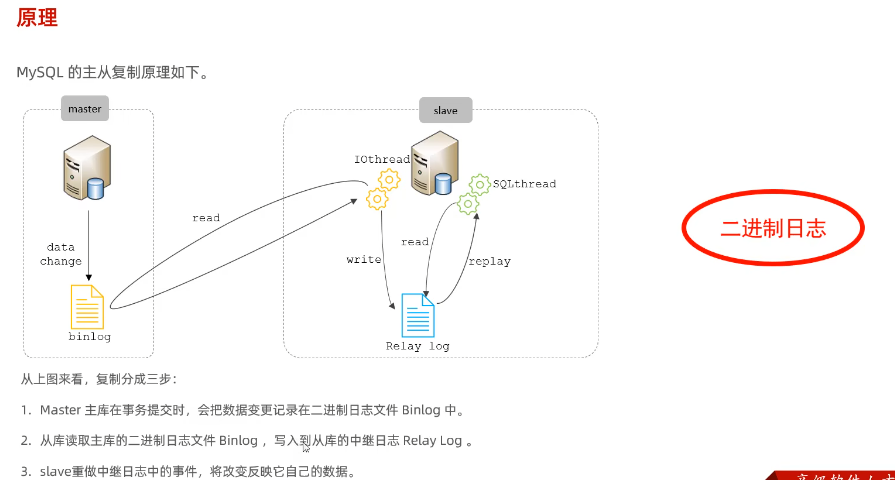 原理
MySQL 的主从复制原理如下。
master
slave
IOthread
SQLthread
二进制日志
read
data
change
read
write
replay
binlog
Relay log
从上图来看，复制分成三步：
1. Master 主库在事务提交时，会把数据变更记录在二进制日志文件 Binlog 中。
2. 从库读取主库的二进制日志文件 Binlog ，写入到从库的中继日志 Relay Log 。
3. slave重做中继日志中的事件，将改变反映它自己的数据。